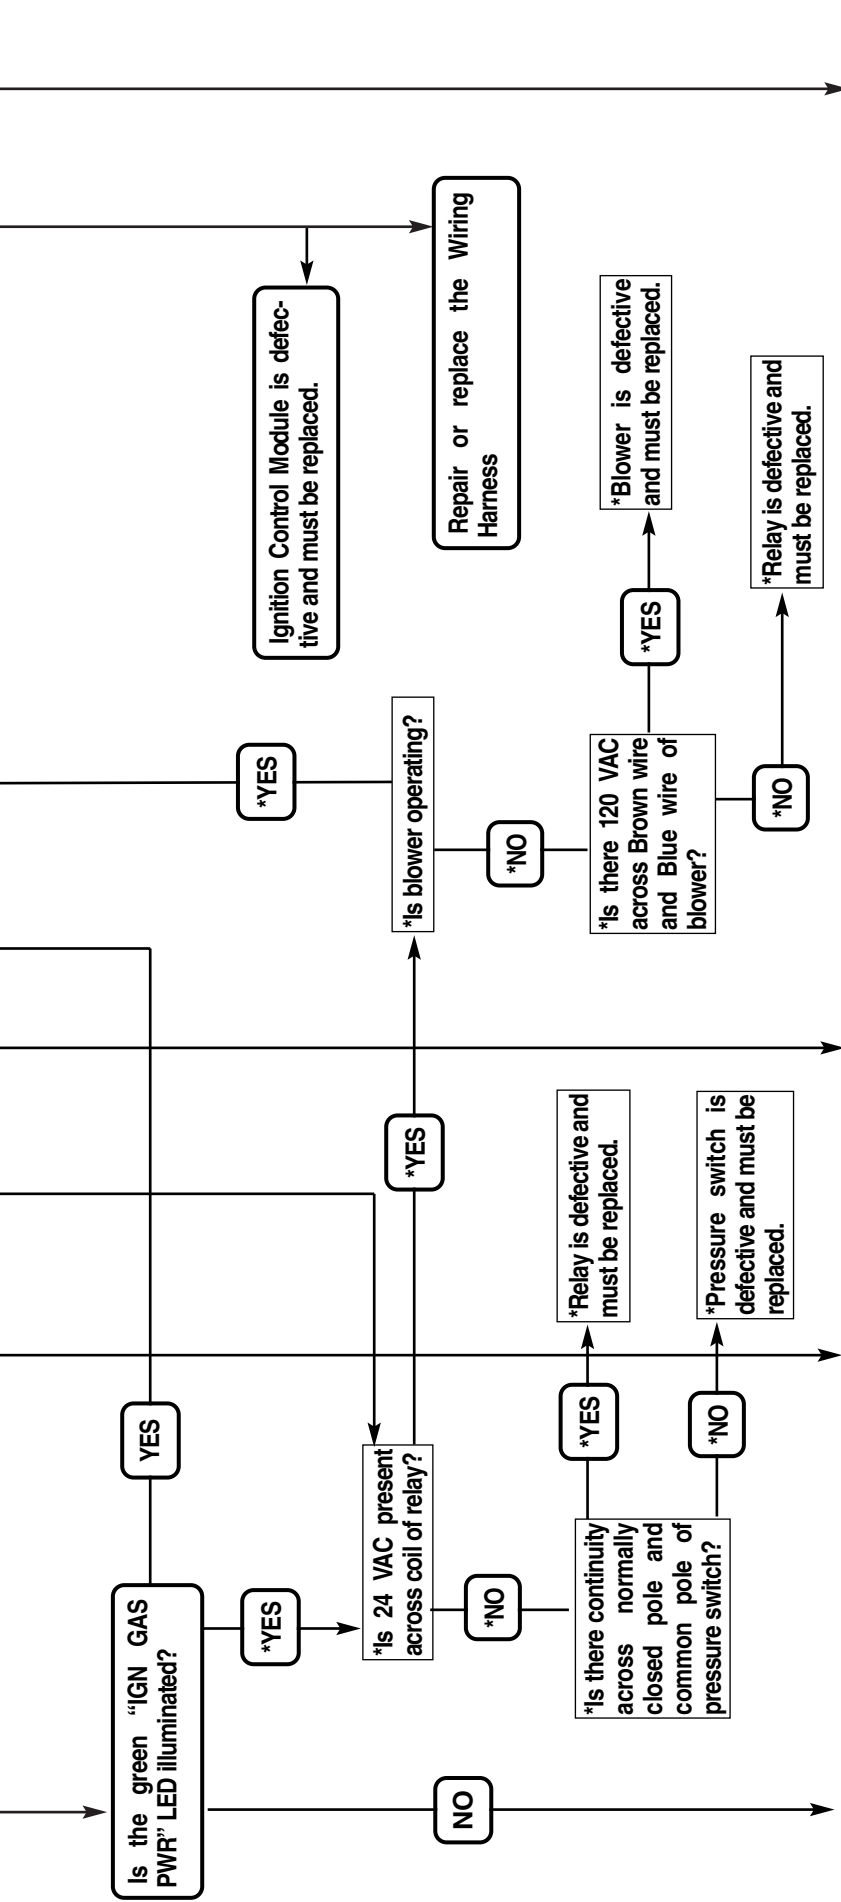 Is the green “IGN GAS
PWR” LED illuminated?
YES
*YES
NO
*Is 24 VAC present
across coil of relay?
*YES
*NO
*Is there continuity
across normally
closed pole and
common pole of
pressure switch?
*YES
*NO
*Relay is defective and
must be replaced.
*Pressure switch is
defective and must be
replaced.
*Is blower operating?
*YES
*NO
*Is there 120 VAC
across Brown wire
and Blue wire of
blower?
*YES
*NO
*Blower is defective
and must be replaced.
*Relay is defective and
must be replaced.
Ignition Control Module is defec-
tive and must be replaced.
Repair or replace the Wiring
Harness